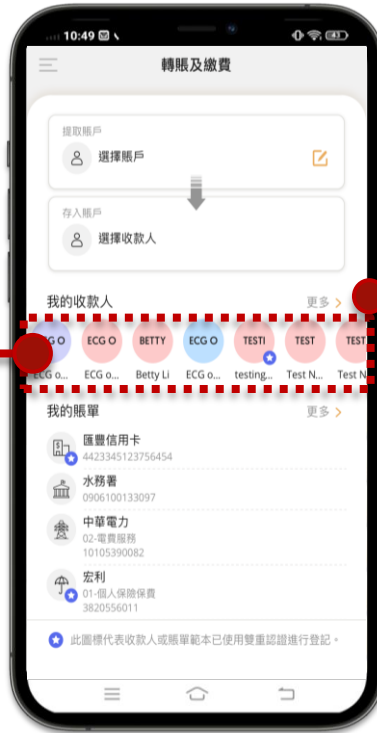 10:49
43
轉賬及繳費
提取賬戶
選擇賬戶
存入賬戶
選擇收款人
我的收款人 更多 >
G O ECG O BETTY ECG O TESTI TEST TEST
ECG o... ECG o... Betty Li ECG o... testing... Test N... Test N
我的賬單 更多 >
匯豐信用卡
4423345123756454
水務署
0906100133097
中華電力
02-電費服務
10105390082
宏利
01-個人保險保費
3820556011
此圖標代表收款人或賬單範本已使用雙重認證進行登記。